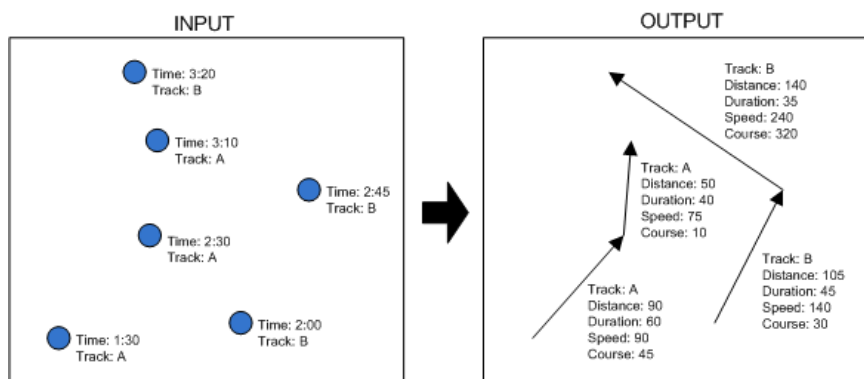 INPUT
Time: 3:20
Track: B
Time: 3:10
Track: A
Time: 2:45
Track: B
Time: 2:30
Track: A
Time: 2:00
Track: B
Time: 1:30
Track: A
OUTPUT
Track: B
Distance: 140
Duration: 35
Speed: 240
Course: 320
Track: A
Distance: 50
Duration: 40
Speed: 75
Course: 10
Track: B
Distance: 105
Duration: 45
Speed: 140
Course: 30
Track: A
Distance: 90
Duration: 60
Speed: 90
Course: 45